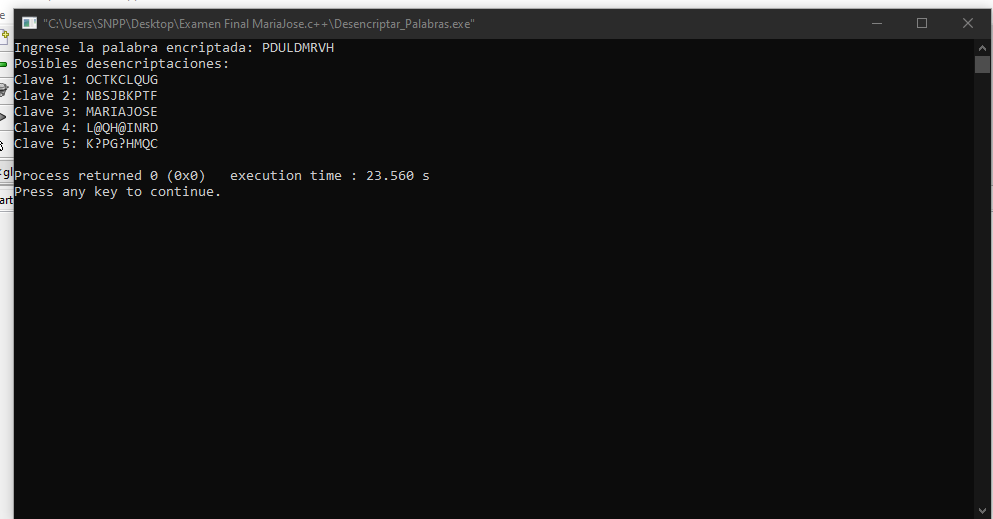 "C:\Users\SNPP\Desktop\Examen Final MariaJose.c++\Desencriptar_Palabras.exe"
Ingrese la palabra encriptada: PDULDMRVH
Posibles desencriptaciones:
Clave 1: OCTKCLQUG
Clave 2: NBSJBKPTF
Clave 3: MARIAJOSE
Clave 4: L@QH@INRD
Clave 5: K?PG?HMQC
Process returned 0 (0x0)   execution time : 23.560 s
Press any key to continue.